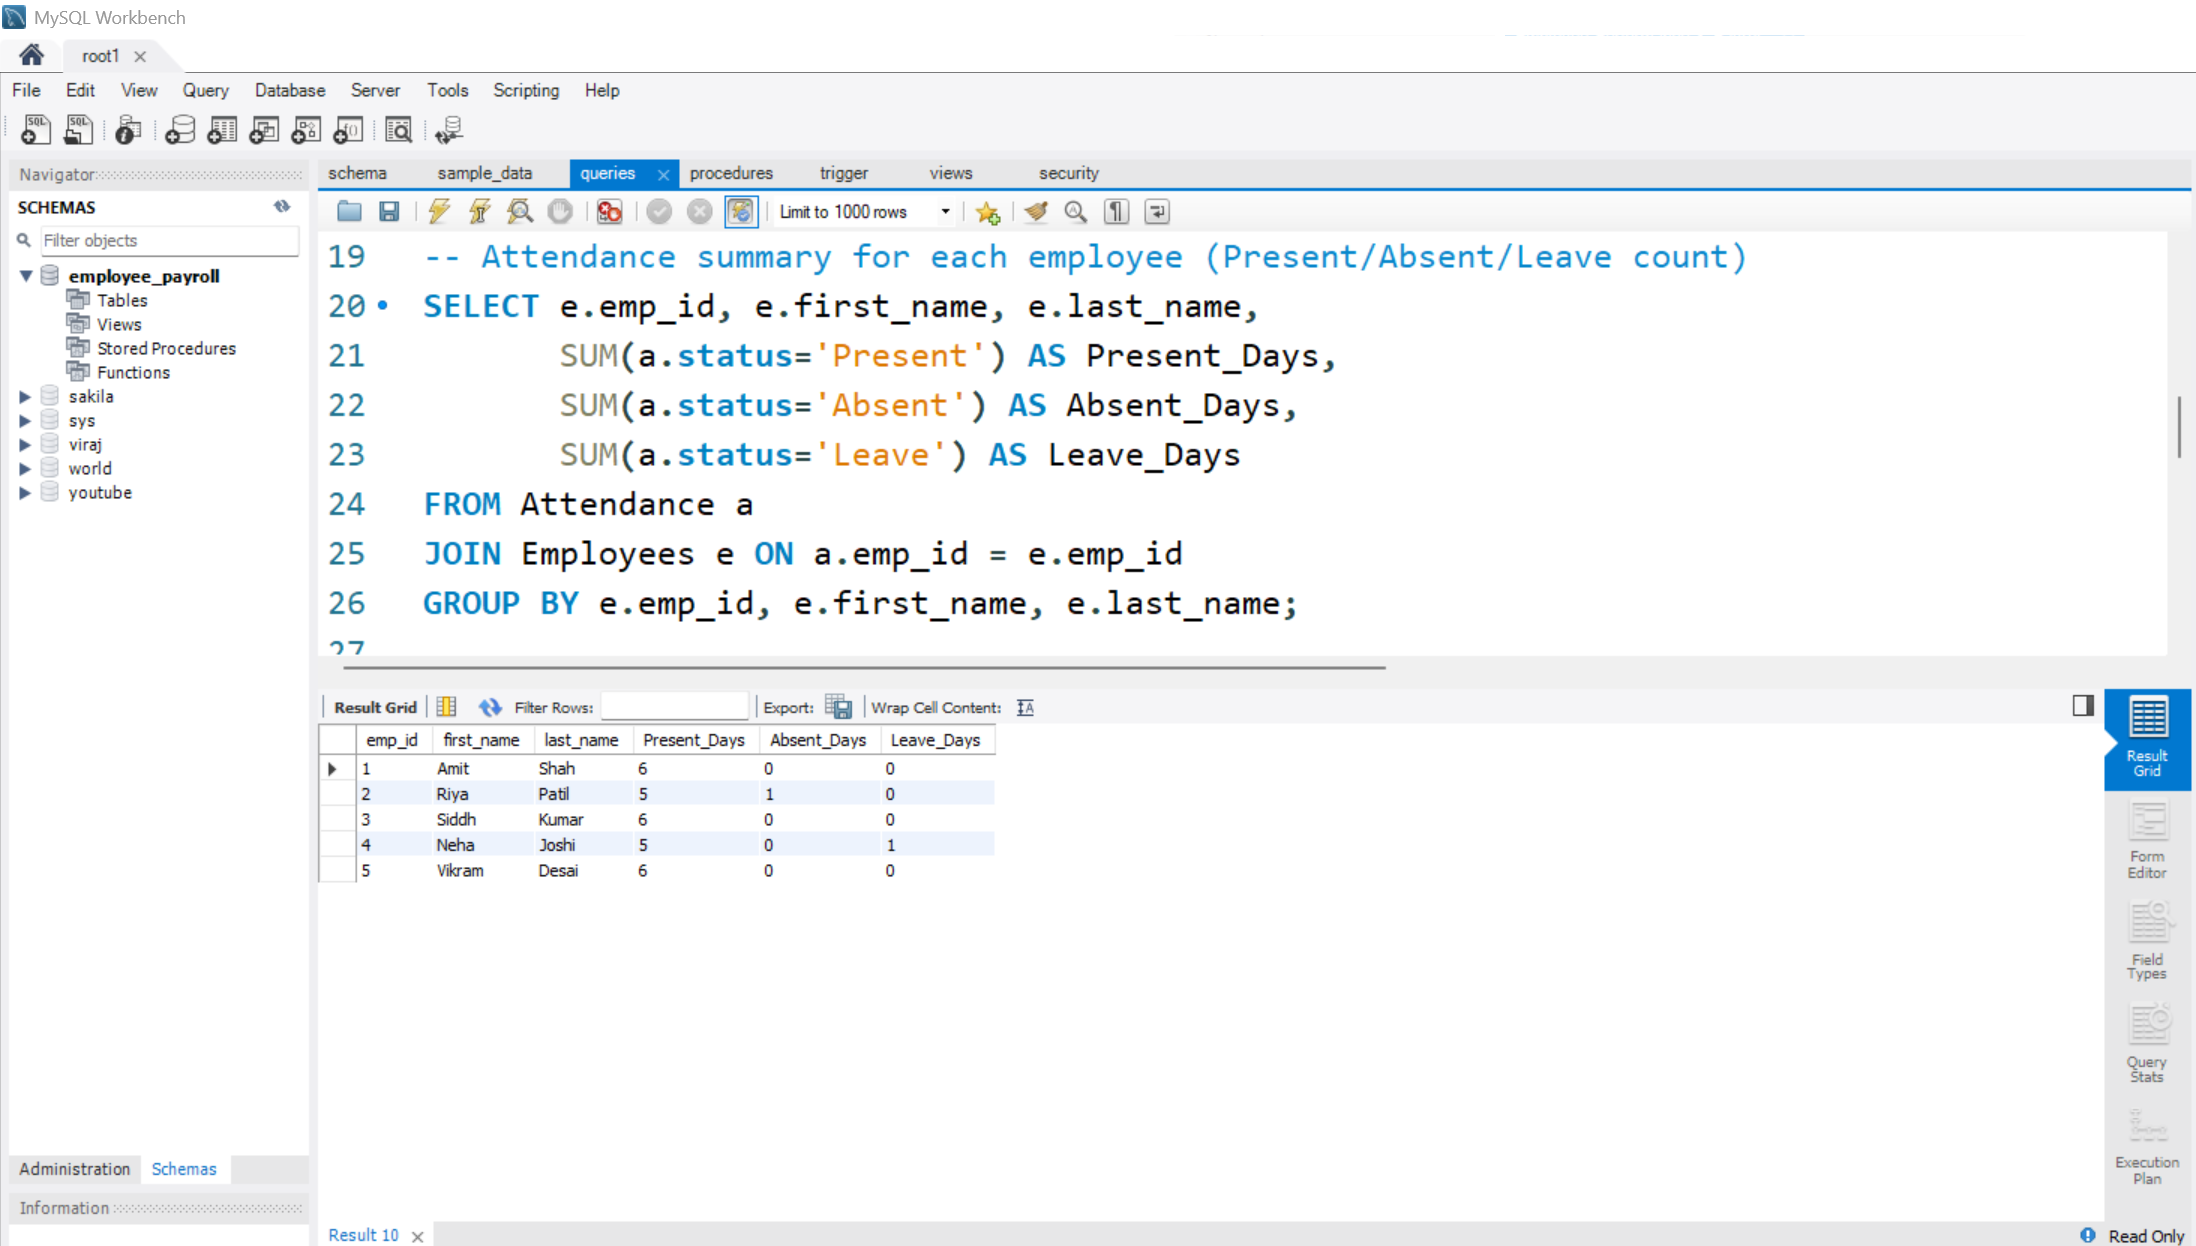 MySQL Workbench
root1
File Edit View Query Database Server Tools Scripting Help
Navigator
SCHEMAS
Filter objects
employee_payroll
Tables
Views
Stored Procedures
Functions
sakila
sys
viraj
world
youtube
Administration Schemas
Information
schema sample_data queries procedures trigger views security
Limit to 1000 rows
19 -- Attendance summary for each employee (Present/Absent/Leave count)
20 SELECT e.emp_id, e.first_name, e.last_name,
21 SUM(a.status='Present') AS Present_Days,
22 SUM(a.status='Absent') AS Absent_Days,
23 SUM(a.status='Leave') AS Leave_Days
24 FROM Attendance a
25 JOIN Employees e ON a.emp_id = e.emp_id
26 GROUP BY e.emp_id, e.first_name, e.last_name;
27
Result Grid Filter Rows: Export: Wrap Cell Content:
emp_id first_name last_name Present_Days Absent_Days Leave_Days
1 Amit Shah 6 0 0
2 Riya Patil 5 1 0
3 Siddh Kumar 6 0 0
4 Neha Joshi 5 0 1
5 Vikram Desai 6 0 0
Result
Grid
Form
Editor
Field
Types
Query
Stats
Execution
Plan
Result 10
Read Only